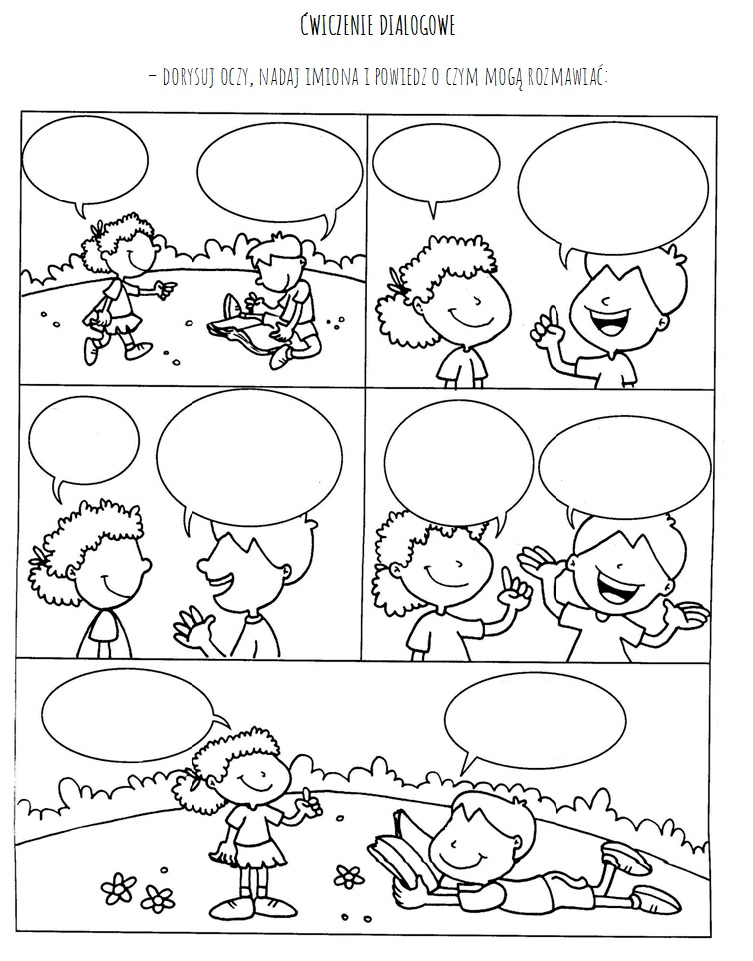 ĆWICZENIE DIALOGOWE
– DORYSUJ OCZY, NADAJ IMIONA I POWIEDZ O CZYM MOGĄ ROZMAWIAĆ: